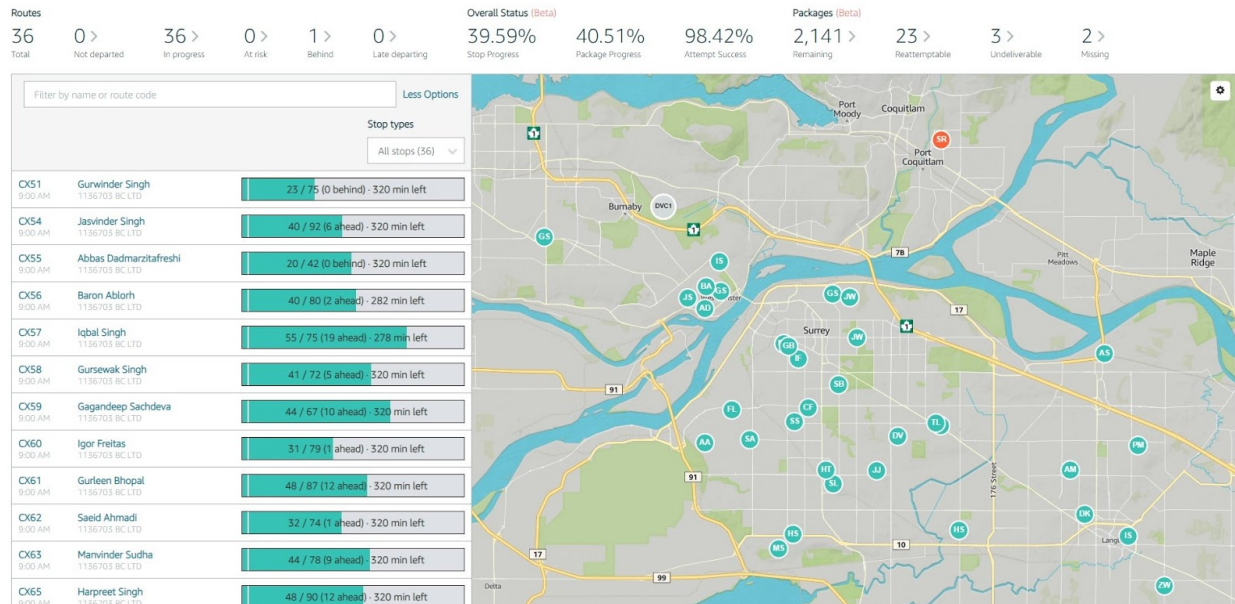 Routes
Overall Status (Beta)
Packages (Beta)
36 0 > 36 > 0 > 1 > 0 > 39.59% 40.51% 98.42% 2,141 > 23 > 3 > 2 >
Total Not departed In progress At risk Behind Late departing Stop Progress Package Progress Attempt Success Remaining Reattemptable Undeliverable Missing
Filter by name or route code
Less Options
Stop types
All stops (36)
CX51 Gurwinder Singh 23 / 75 (0 behind) · 320 min left
9:00 AM 1136703 BC LTD
CX54 Jasvinder Singh 40 / 92 (6 ahead) · 320 min left
9:00 AM 1136703 BC LTD
CX55 Abbas Dadmarzitafreshi 20 / 42 (0 behind) · 320 min left
9:00 AM 1136703 BC LTD
CX56 Baron Ablorh 40 / 80 (2 ahead) · 282 min left
9:00 AM 1136703 BC LTD
CX57 Iqbal Singh 55 / 75 (19 ahead) · 278 min left
9:00 AM 1136703 BC LTD
CX58 Gursewak Singh 41 / 72 (5 ahead) · 320 min left
9:00 AM 1136703 BC LTD
CX59 Gagandeep Sachdeva 44 / 67 (10 ahead) · 320 min left
9:00 AM 1136703 BC LTD
CX60 Igor Freitas 31 / 79 (1 ahead) · 320 min left
9:00 AM 1136703 BC LTD
CX61 Gurleen Bhopal 48 / 87 (12 ahead) · 320 min left
9:00 AM 1136703 BC LTD
CX62 Saeid Ahmadi 32 / 74 (1 ahead) · 320 min left
9:00 AM 1136703 BC LTD
CX63 Manvinder Sudha 44 / 78 (9 ahead) · 320 min left
9:00 AM 1136703 BC LTD
CX65 Harpreet Singh 48 / 90 (12 ahead) · 320 min left
9:00 AM 1136703 BC LTD
Port
Moody
Coquitlam
1
SR
Port
Coquitlam
Burnaby
DVC1
1
GS
7B
Maple
Ridge
Pitt
Meadows
IS
BA
GS
JS
AD
GS
JW
17
Surrey
1
JW
GB
IF
AS
SB
91
FL
CF
SS
TL
DV
AA
SA
PM
HT
JJ
AM
91
SL
176 Street
DK
HS
HS
IS
MS
10
17
99
Delta
ZW